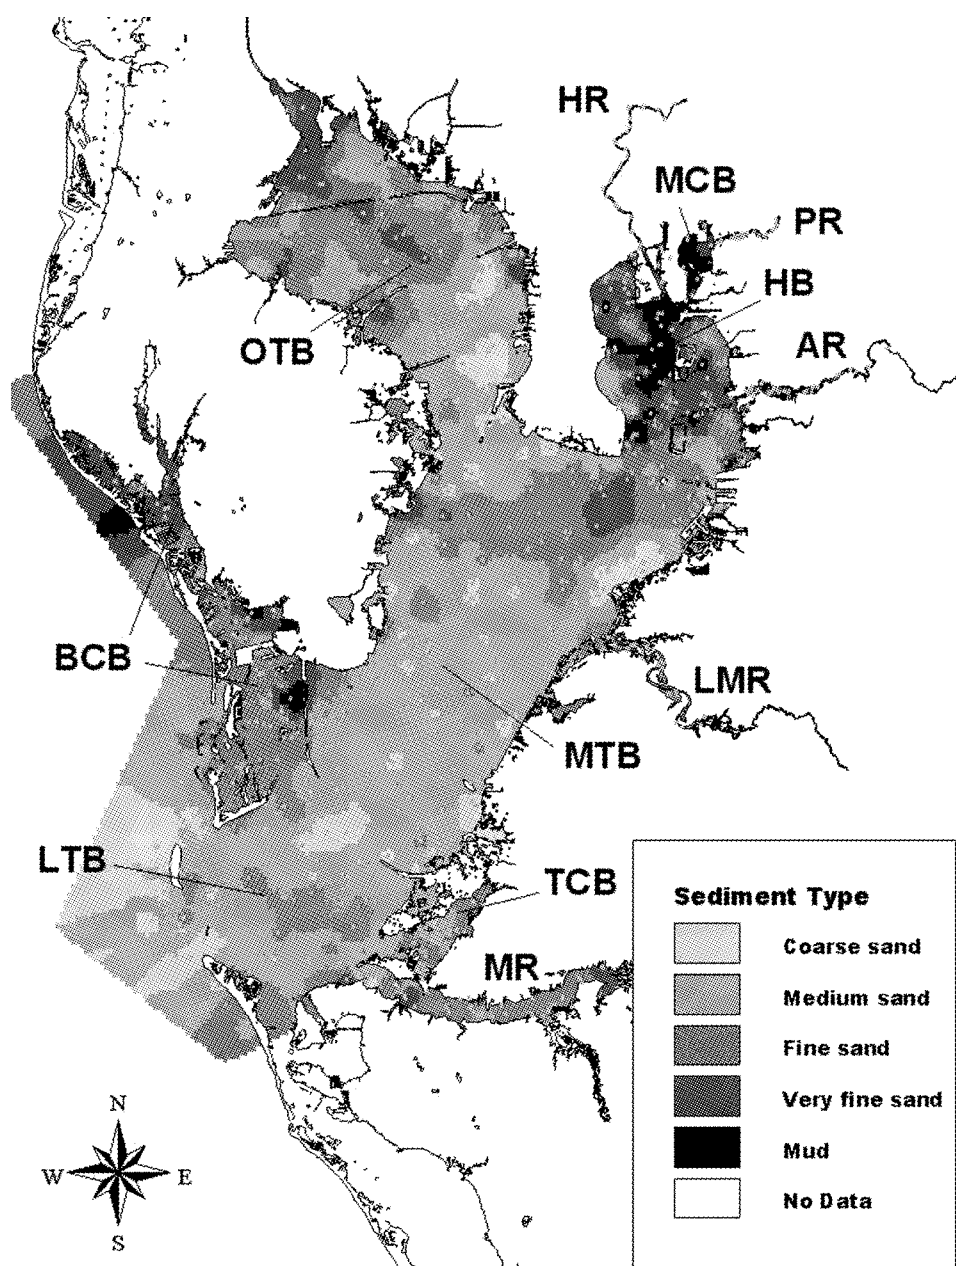 HR
MCB
PR
HB
OTB
AR
BCB
LMR
MTB
LTB
TCB
MR
Sediment Type
Coarse sand
Medium sand
Fine sand
Very fine sand
Mud
No Data
N
W E
S